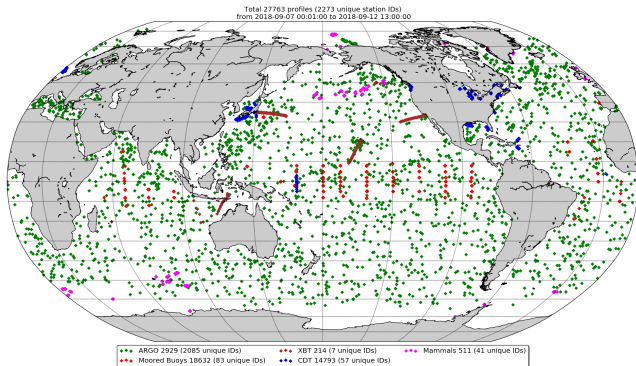 Total 27763 profiles (2273 unique station IDs)
from 2018-09-07 00:01:00 to 2018-09-12 13:00:00
ARGO 2929 (2085 unique IDs) XBT 214 (7 unique IDs) Mammals 511 (41 unique IDs)
Moored Buoys 18632 (83 unique IDs) CDT 14793 (57 unique IDs)